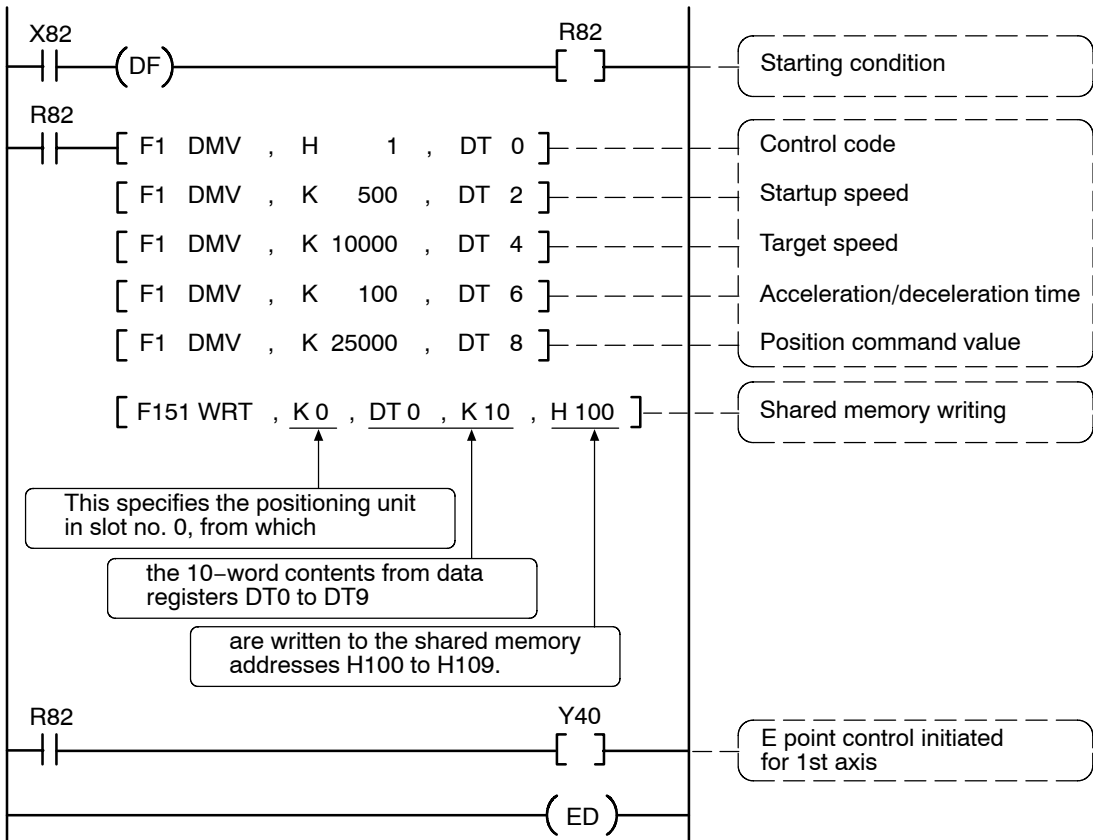 X82
R82
(DF)
[ ]
Starting condition
R82
[ F1 DMV , H 1 , DT 0 ]
Control code
[ F1 DMV , K 500 , DT 2 ]
Startup speed
[ F1 DMV , K 10000 , DT 4 ]
Target speed
[ F1 DMV , K 100 , DT 6 ]
Acceleration/deceleration time
[ F1 DMV , K 25000 , DT 8 ]
Position command value
[ F151 WRT , K 0 , DT 0 , K 10 , H 100 ]
Shared memory writing
This specifies the positioning unit
in slot no. 0, from which
the 10−word contents from data
registers DT0 to DT9
are written to the shared memory
addresses H100 to H109.
R82
Y40
[ ]
E point control initiated
for 1st axis
( ED )